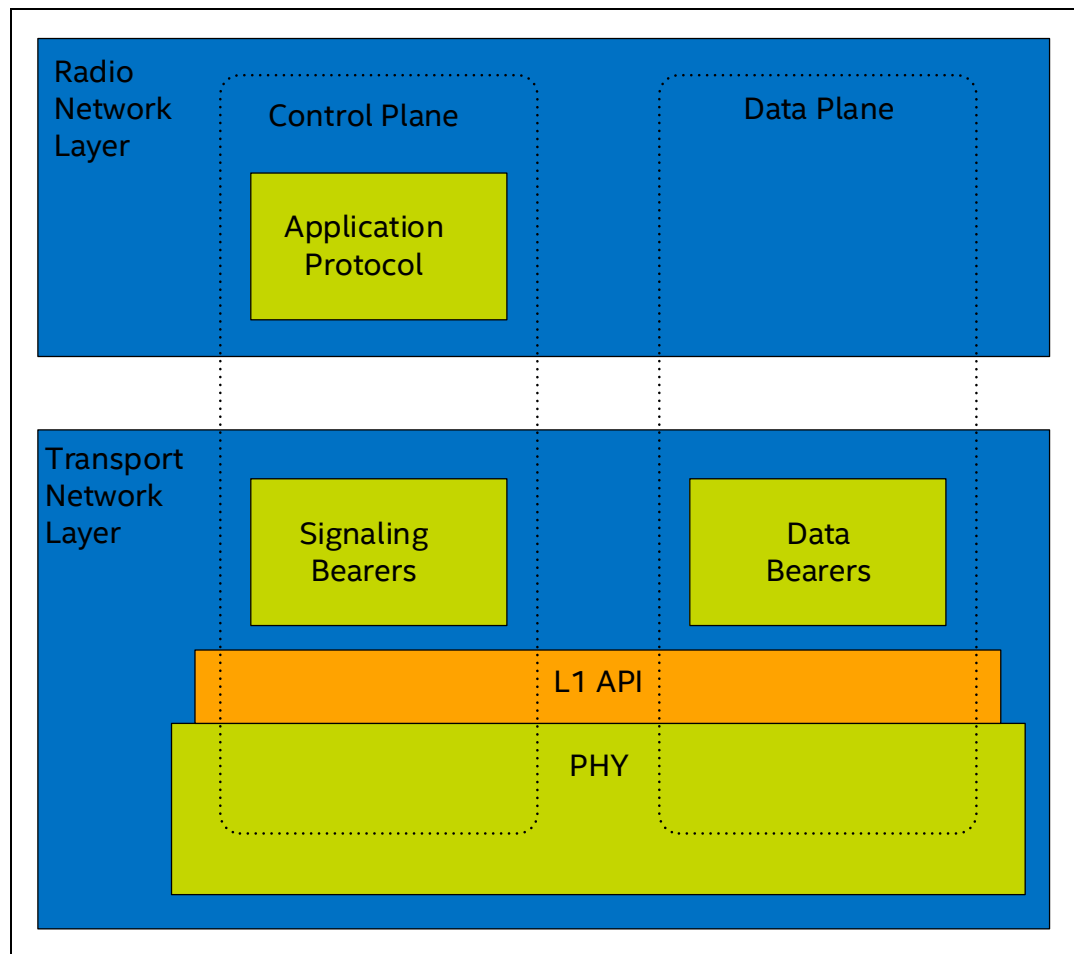 Radio
Network
Layer
Control Plane
Data Plane
Application
Protocol
Transport
Network
Layer
Signaling
Bearers
Data
Bearers
L1 API
PHY